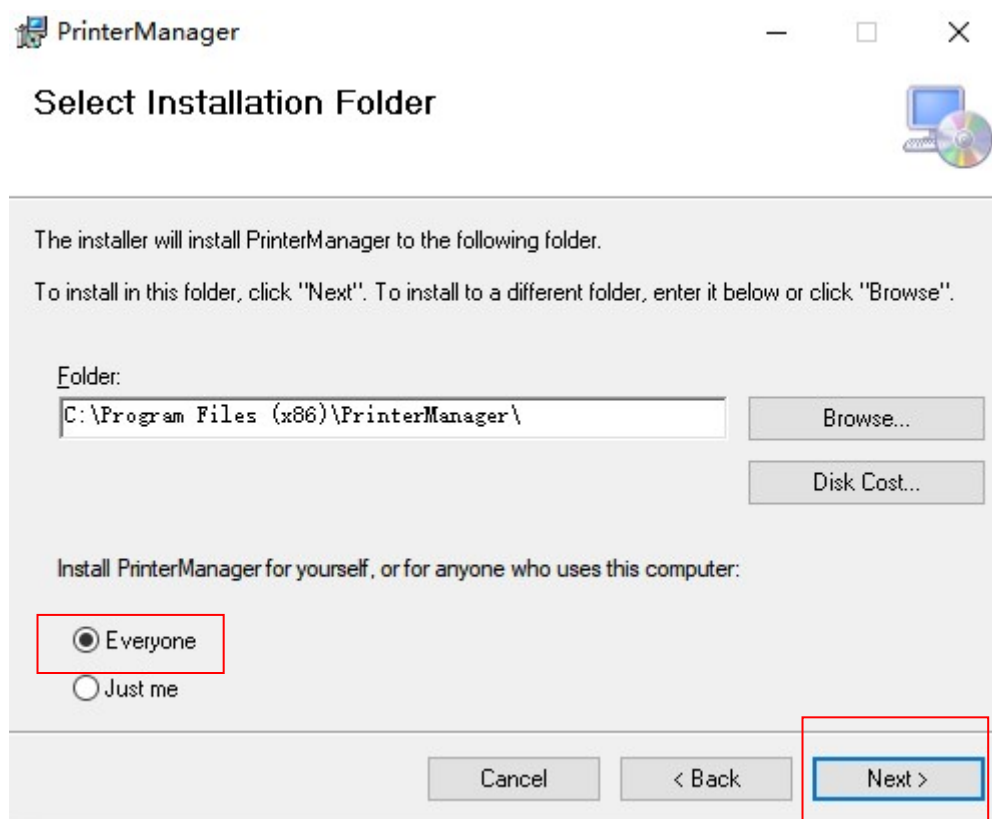 PrinterManager
Select Installation Folder
The installer will install PrinterManager to the following folder.
To install in this folder, click "Next". To install to a different folder, enter it below or click "Browse".
Folder:
C:\Program Files (x86)\PrinterManager\
Browse...
Disk Cost...
Install PrinterManager for yourself, or for anyone who uses this computer:
Everyone
Just me
Cancel
< Back
Next >